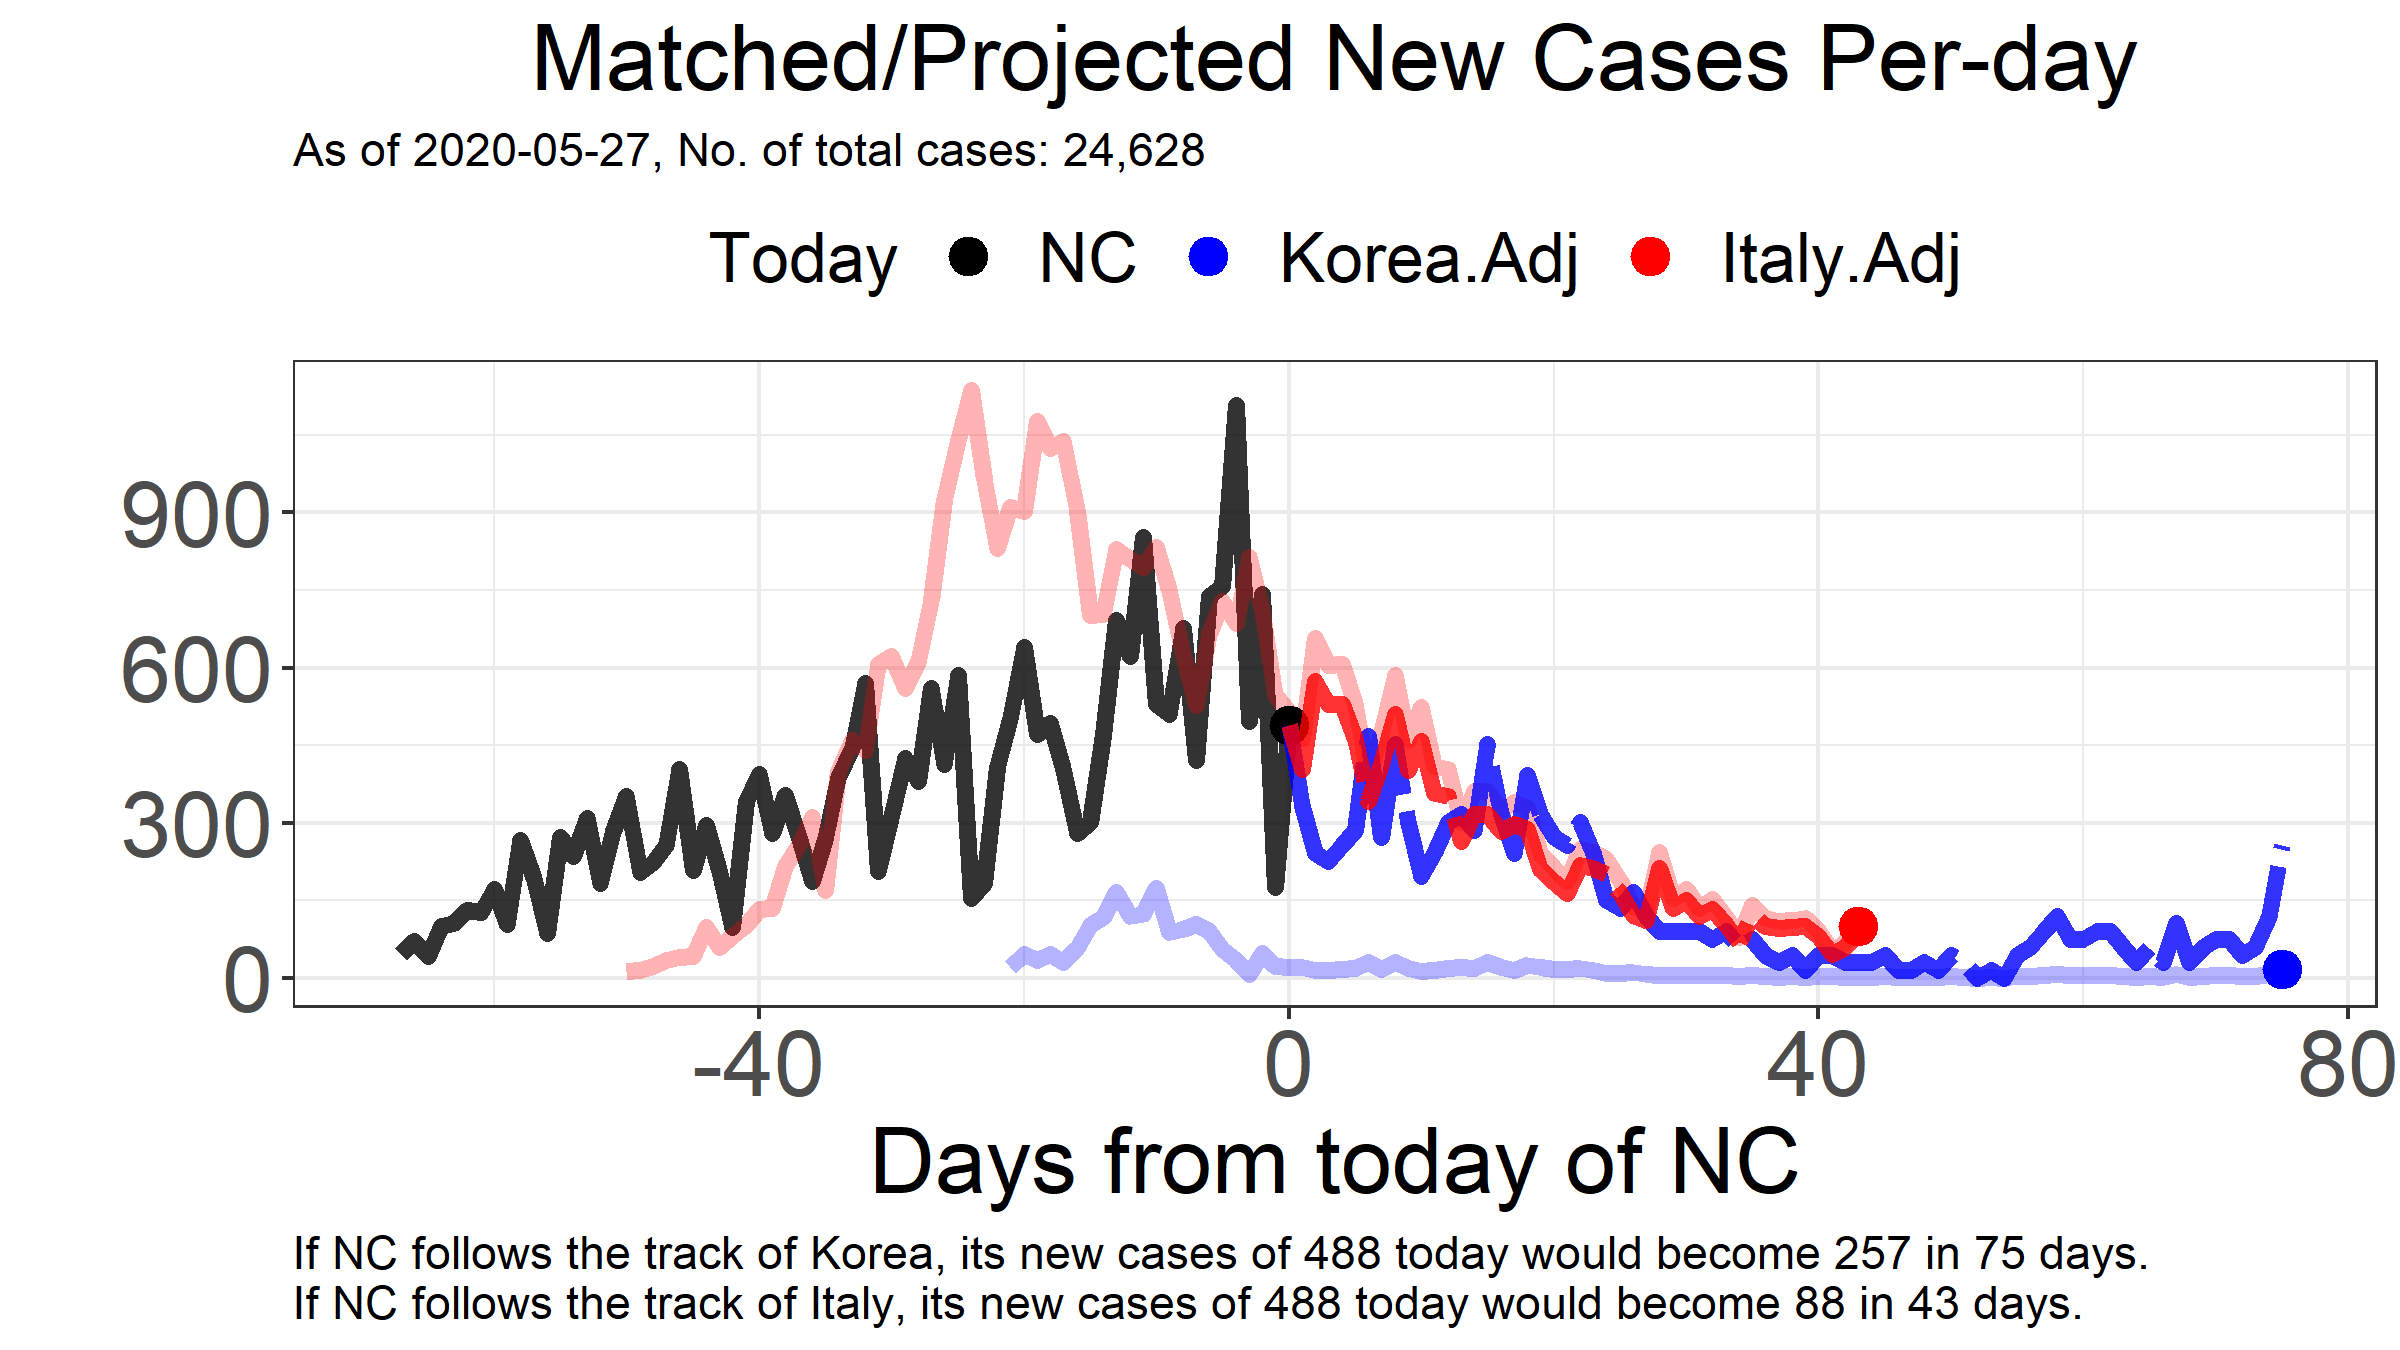 Matched/Projected New Cases Per-day
As of 2020-05-27, No. of total cases: 24,628
Today NC Korea.Adj Italy.Adj
900
600
300
0
-40 0 40 80
Days from today of NC
If NC follows the track of Korea, its new cases of 488 today would become 257 in 75 days.
If NC follows the track of Italy, its new cases of 488 today would become 88 in 43 days.